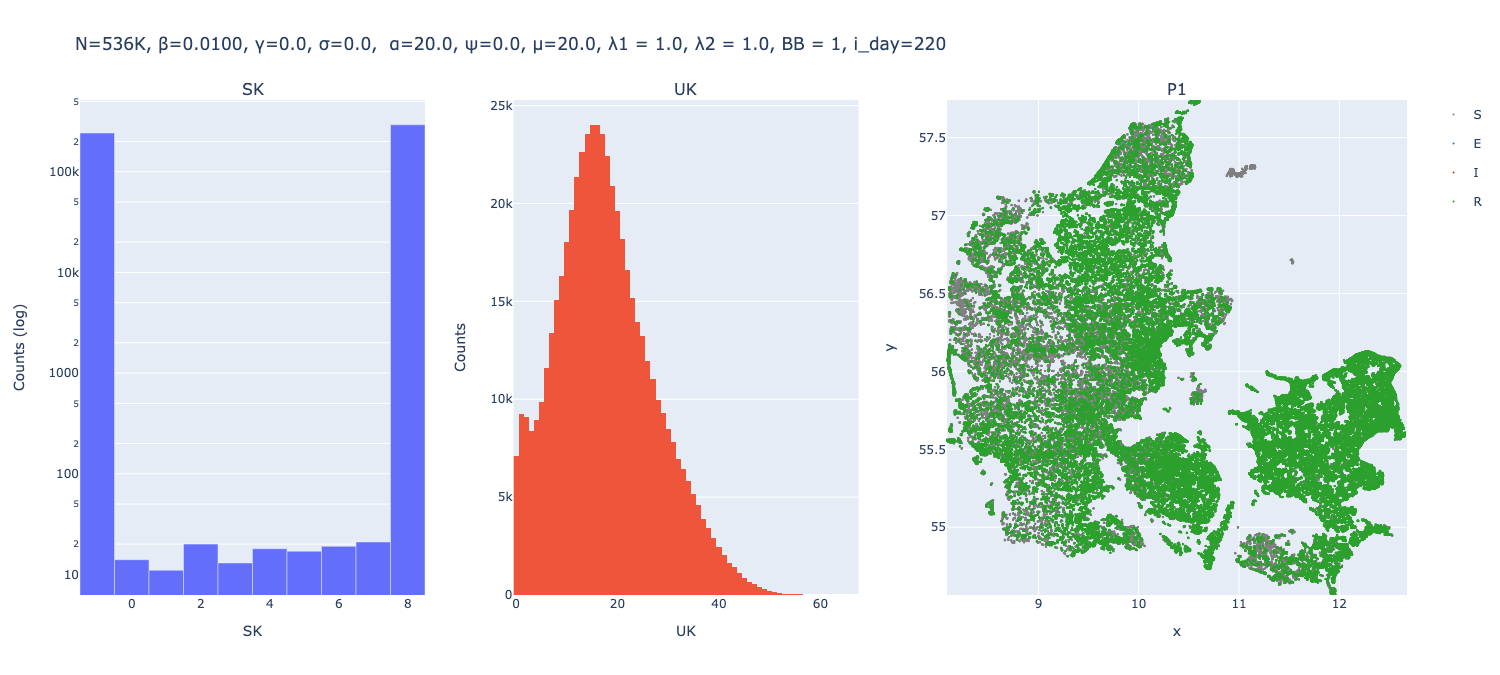 N=536K, β=0.0100, γ=0.0, σ=0.0, α=20.0, ψ=0.0, μ=20.0, λ1 = 1.0, λ2 = 1.0, BB = 1, i_day=220
SK
5
2
100k
5
2
10k
5
2
1000
5
2
100
5
2
10
0
2
4
6
8
SK
Counts (log)
UK
25k
20k
15k
10k
5k
0
0
20
40
60
UK
Counts
P1
57.5
57
56.5
56
55.5
55
9
10
11
12
x
y
S
E
I
R